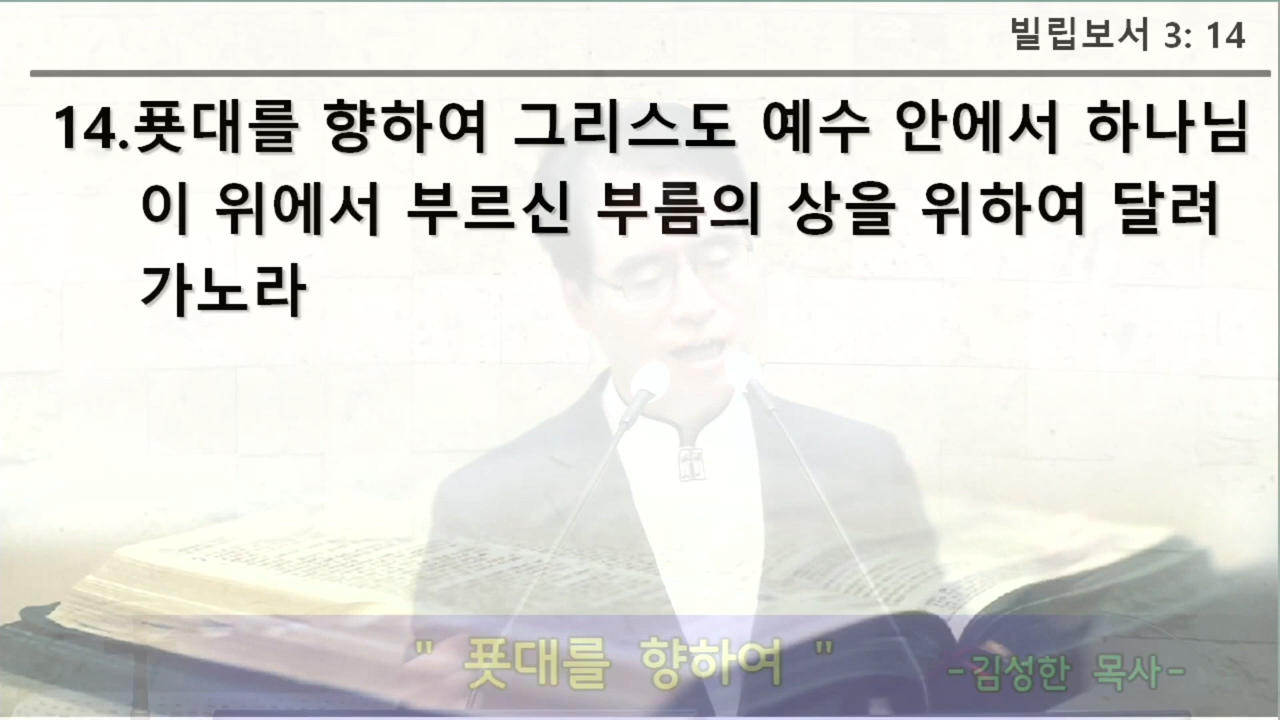 빌립보서 3: 14
14.푯대를 향하여 그리스도 예수 안에서 하나님
이 위에서 부르신 부름의 상을 위하여 달려
가노라
" 푯대를 향하여 " -김성한 목사-